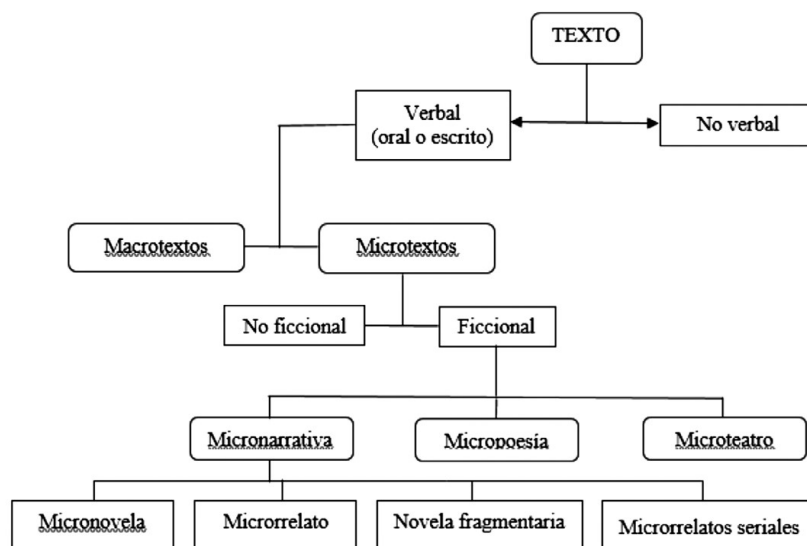 TEXTO
Verbal
(oral o escrito)
No verbal
Macrotextos
Microtextos
No ficcional
Ficcional
Micronarrativa
Micropoesía
Microteatro
Micronovela
Microrrelato
Novela fragmentaria
Microrrelatos seriales